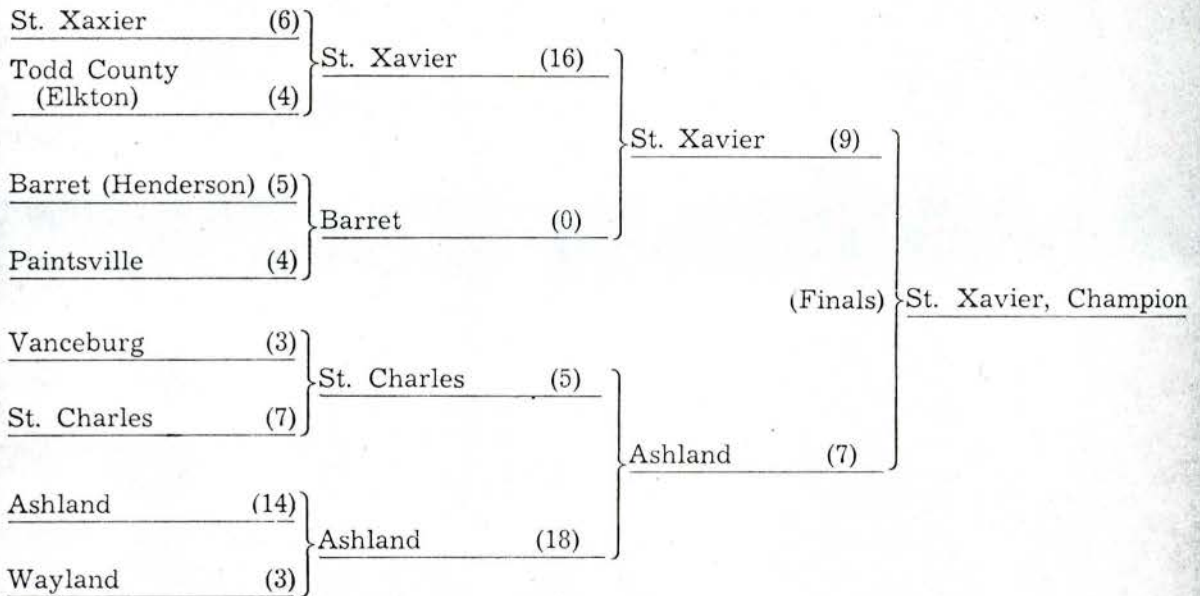 St. Xaxier (6)
Todd County
(Elkton) (4)
St. Xavier (16)
Barret (Henderson) (5)
Paintsville (4)
Barret (0)
St. Xavier (9)
Vanceburg (3)
St. Charles (7)
St. Charles (5)
Ashland (14)
Wayland (3)
Ashland (18)
Ashland (7)
(Finals) St. Xavier, Champion